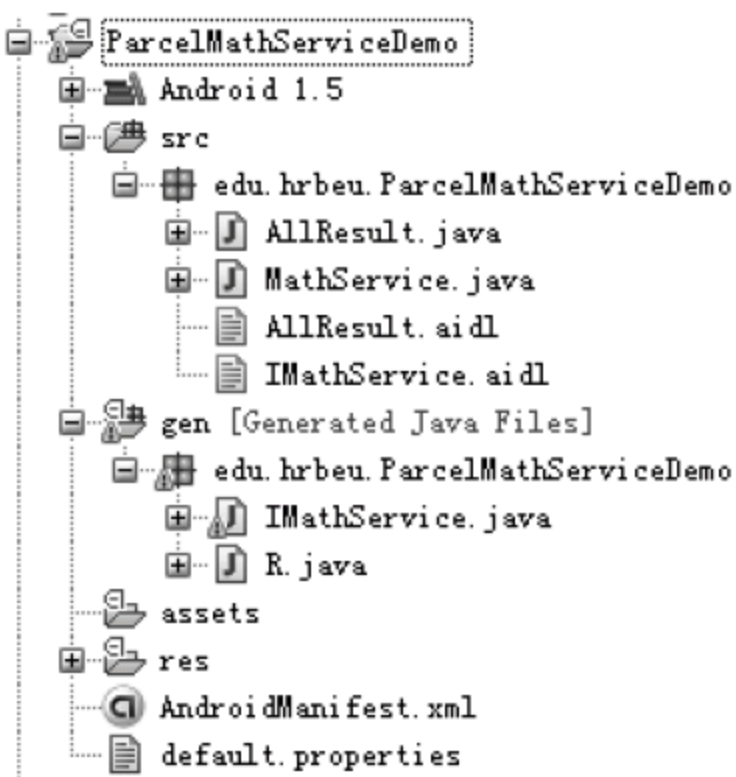 ParcelMathServiceDemo
Android 1.5
src
edu.hrbeu.ParcelMathServiceDemo
AllResult.java
MathService.java
AllResult.aidl
IMathService.aidl
gen [Generated Java Files]
edu.hrbeu.ParcelMathServiceDemo
IMathService.java
R.java
assets
res
AndroidManifest.xml
default.properties